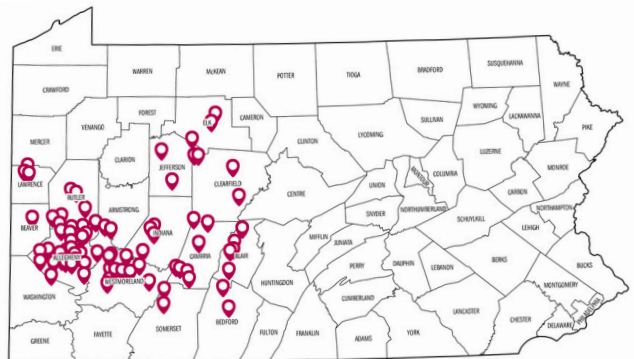 ERIE
CRAWFORD
WARREN
McKEAN
POTTER
TIOGA
BRADFORD
SUSQUEHANNA
WAYNE
WYOMING
LACKAWANNA
PIKE
MERCER
VENANGO
FOREST
ELK
CAMERON
CLINTON
LYCOMING
SULLIVAN
LUZERNE
MONROE
LAWRENCE
BUTLER
CLARION
JEFFERSON
CLEARFIELD
CENTRE
UNION
MONTOUR
COLUMBIA
CARBON
NORTHAMPTON
BEAVER
ARMSTRONG
INDIANA
CAMBRIA
BLAIR
MIFFLIN
SNYDER
NORTHUMBERLAND
SCHUYLKILL
LEHIGH
ALLEGHENY
WESTMORELAND
HUNTINGDON
JUNIATA
PERRY
DAUPHIN
LEBANON
BERKS
BUCKS
MONTGOMERY
WASHINGTON
SOMERSET
BEDFORD
CUMBERLAND
LANCASTER
CHESTER
DELAWARE
PHILADELPHIA
GREENE
FAYETTE
FULTON
FRANKLIN
ADAMS
YORK